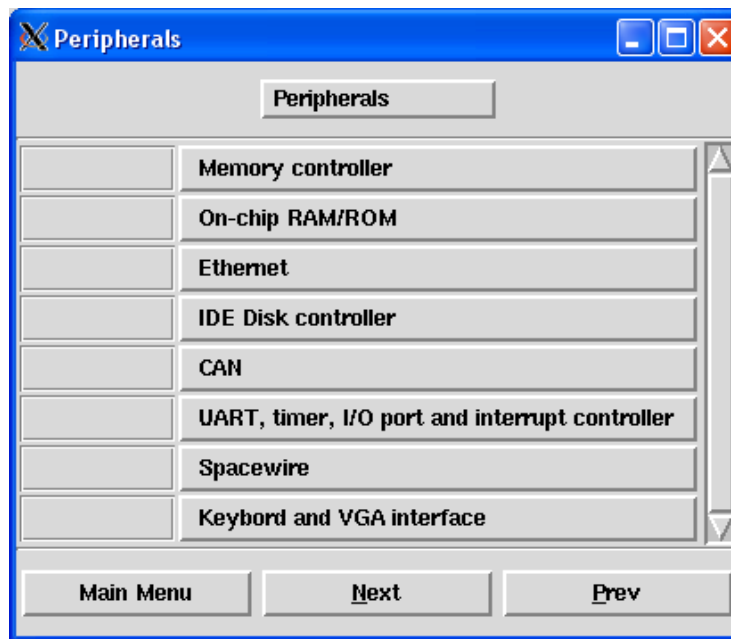 Peripherals
Peripherals
Memory controller
On-chip RAM/ROM
Ethernet
IDE Disk controller
CAN
UART, timer, I/O port and interrupt controller
Spacewire
Keybord and VGA interface
Main Menu Next Prev